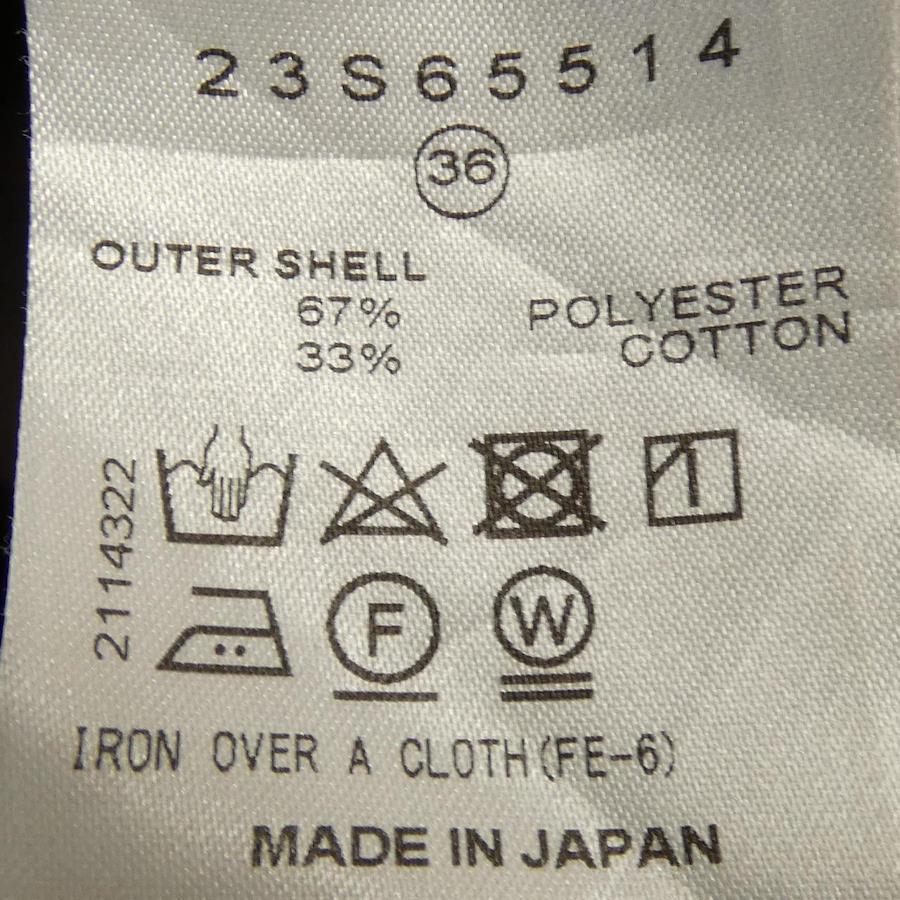 23S65514
36
OUTER SHELL
67% POLYESTER
33% COTTON
2114322
F
W
IRON OVER A CLOTH(FE-6)
MADE IN JAPAN